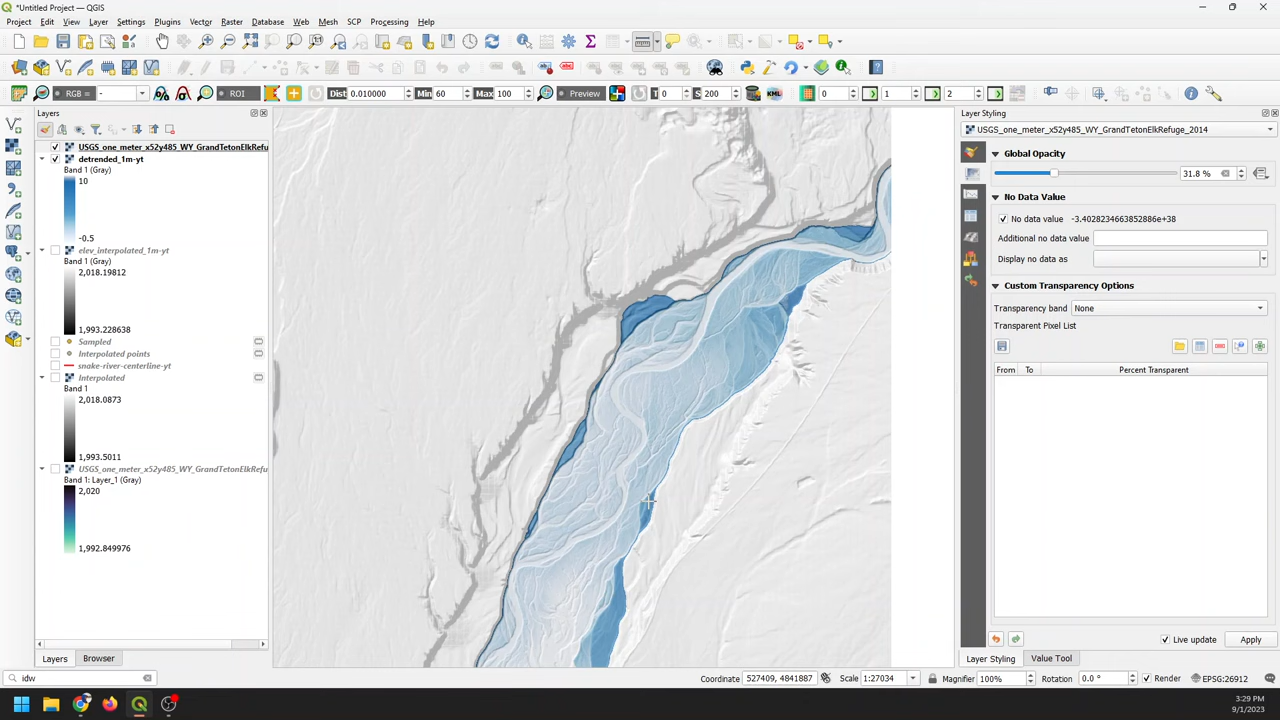 *Untitled Project — QGIS
Project Edit View Layer Settings Plugins Vector Raster Database Web Mesh SCP Processing Help
RGB = - ROI Dist 0.010000 Min 60 Max 100 Preview T 0 S 200 0 1 2
Layers
USGS_one_meter_x52y485_WY_GrandTetonElkRefu
detrended_1m-yt
Band 1 (Gray)
10
-0.5
elev_interpolated_1m-yt
Band 1 (Gray)
2,018.19812
1,993.228638
Sampled
Interpolated points
snake-river-centerline-yt
Interpolated
Band 1
2,018.0873
1,993.5011
USGS_one_meter_x52y485_WY_GrandTetonElkRefu
Band 1: Layer_1 (Gray)
2,020
1,992.849976
Layers Browser
Layer Styling
USGS_one_meter_x52y485_WY_GrandTetonElkRefuge_2014
Global Opacity
31.8 %
No Data Value
No data value -3.4028234663852886e+38
Additional no data value
Display no data as
Custom Transparency Options
Transparency band None
Transparent Pixel List
From To Percent Transparent
Live update Apply
Layer Styling Value Tool
idw Coordinate 527409, 4841887 Scale 1:27034 Magnifier 100% Rotation 0.0 ° Render EPSG:26912
3:29 PM
9/1/2023